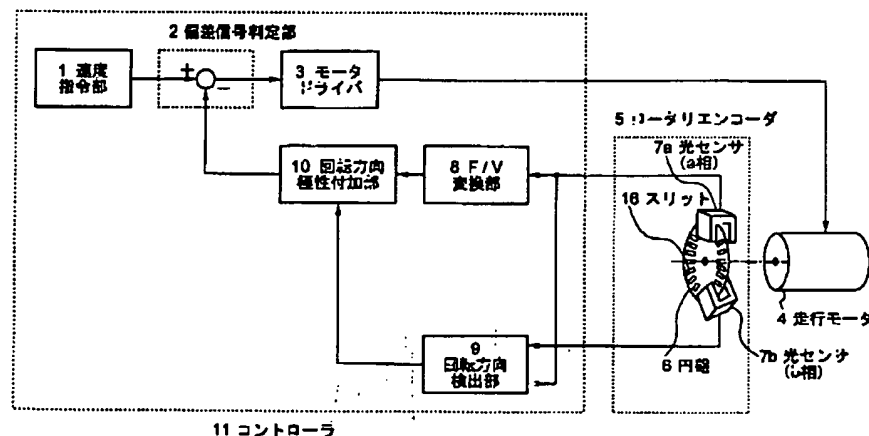 2 偏差信号判定部
1 速度
指令部
+
−
3 モータ
ドライバ
5 ロータリエンコーダ
7a 光センサ
(a相)
10 回転方向
極性付加部
8 F/V
変換部
16 スリット
4 走行モータ
9
回転方向
検出部
6 円盤
7b 光センサ
(b相)
11 コントローラ